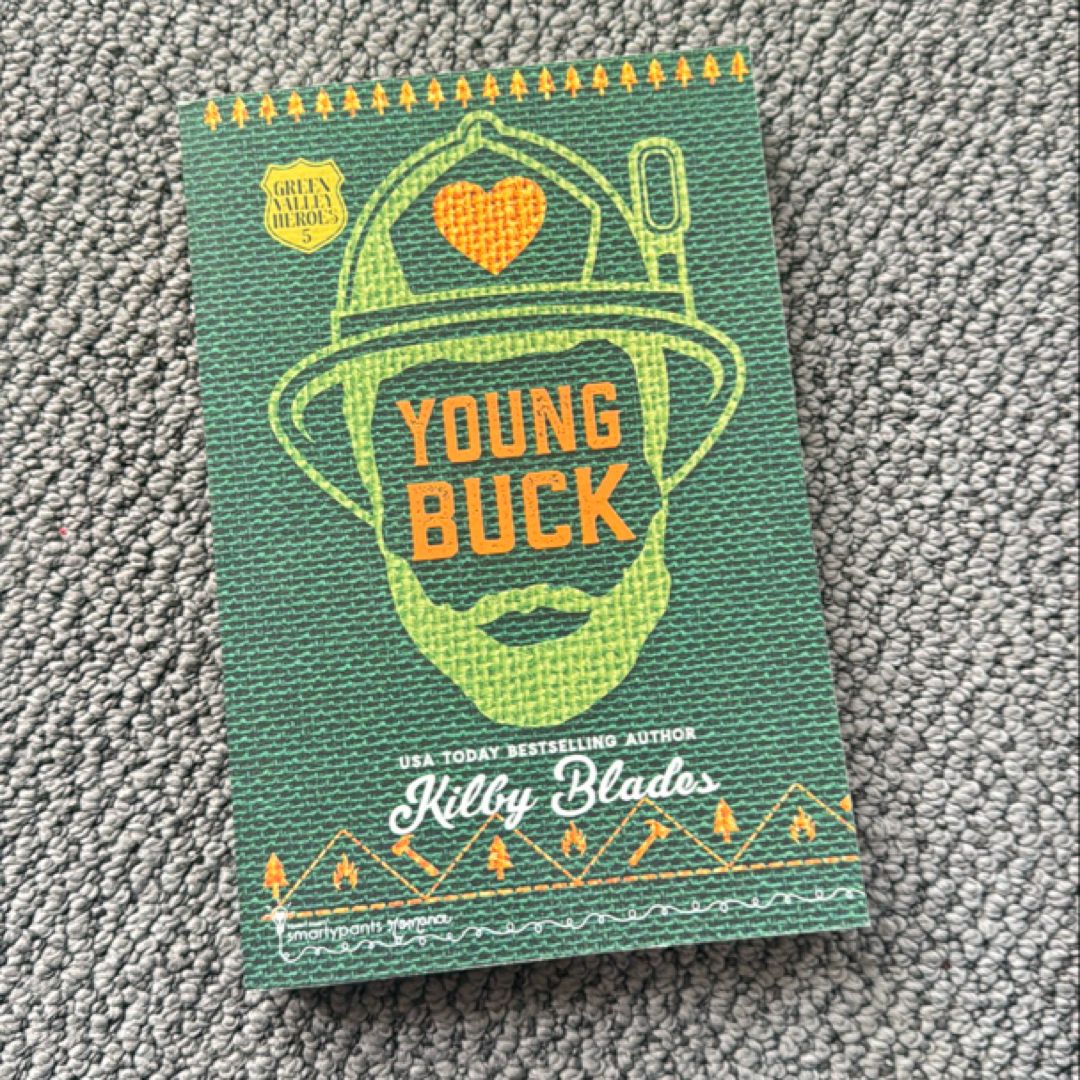 GREEN
VALLEY
HEROES
5
YOUNG
BUCK
USA TODAY BESTSELLING AUTHOR
Kilby Blades
smartypants romance